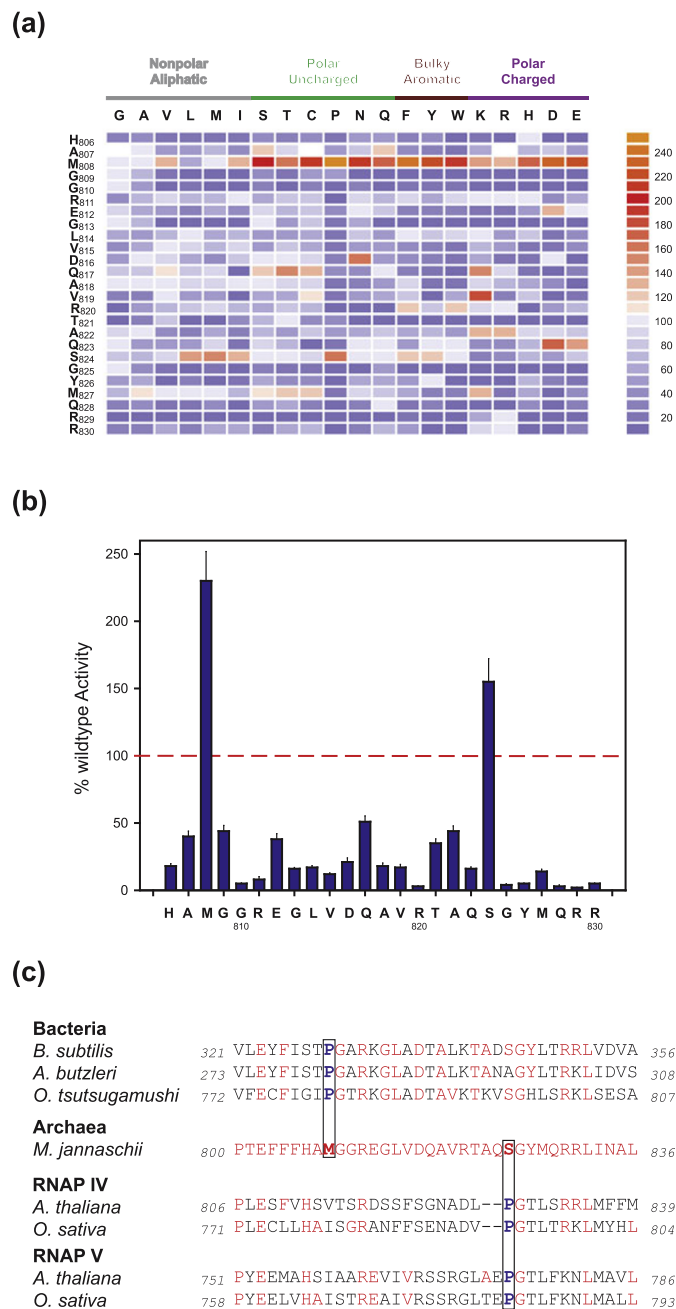 (a)
Nonpolar Aliphatic
Polar Uncharged
Bulky Aromatic
Polar Charged
G A V L M I S T C P N Q F Y W K R H D E
H806
A807
M808
G809
G810
R811
E812
G813
L814
V815
D816
Q817
A818
V819
R820
T821
A822
Q823
S824
G825
Y826
M827
Q828
R829
R830
240
220
200
180
160
140
120
100
80
60
40
20
(b)
% wildtype Activity
250
200
150
100
50
0
H A M G G R E G L V D Q A V R T A Q S G Y M Q R R
810 820 830
(c)
Bacteria
B. subtilis 321 VLEYFISTPGARKGLADTALKTADSGYLTRRLVDVA 356
A. butzleri 273 VLEYFISTPGARKGLADTALKTANAGYLTRKLIDVS 308
O. tsutsugamushi 772 VFECFIGIPGTRKGLADTAVKTKVSGHLSRKLSESA 807
Archaea
M. jannaschii 800 PTEFFFHAMGGREGLVDQAVRTAQSGYMQRRLINAL 836
RNAP IV
A. thaliana 806 PLESFVHSVTSRDSSFSGNADL--PGTLSRRLMFFM 839
O. sativa 771 PLECLLHAISGRANFFSENADV--PGTLTRKLMYHL 804
RNAP V
A. thaliana 751 PYEEMAHSIAAREVIVRSSRGLAEPGTLFKNLMAVL 786
O. sativa 758 PYEELVHAISTREAIVRSSRGLTEPGTLFKNLMALL 793